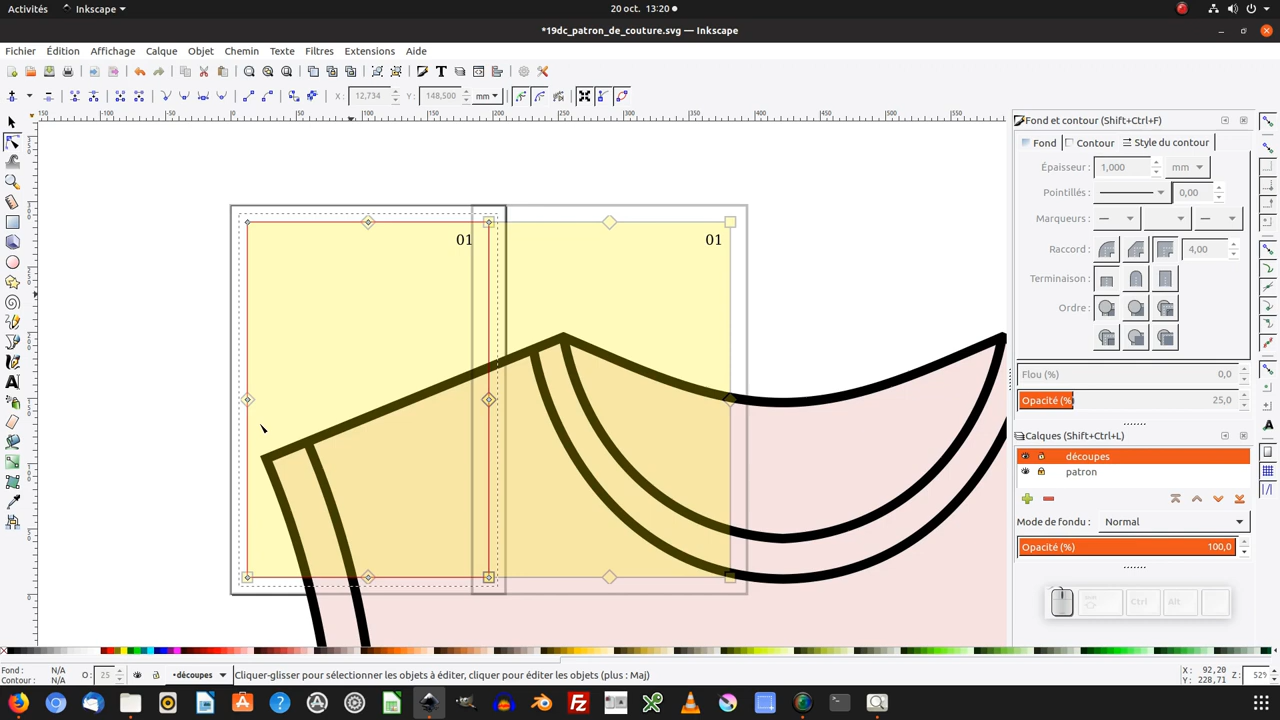 Activités
Inkscape
20 oct. 13:20
*19dc_patron_de_couture.svg — Inkscape
Fichier Édition Affichage Calque Objet Chemin Texte Filtres Extensions Aide
X : 12,734 Y : 148,500 mm
Fond et contour (Shift+Ctrl+F)
Fond Contour Style du contour
Épaisseur : 1,000 mm
Pointillés : 0,00
Marqueurs :
Raccord : 4,00
Terminaison :
Ordre :
Flou (%) 0,0
Opacité (%) 25,0
Calques (Shift+Ctrl+L)
découpes
patron
Mode de fondu : Normal
Opacité (%) 100,0
Ctrl Alt
01 01
Fond : N/A
Contour : N/A
O : 25
•découpes
Cliquer-glisser pour sélectionner les objets à éditer, cliquer pour éditer les objets (plus : Maj)
X : 92,20
Y : 228,71
Z : 52%